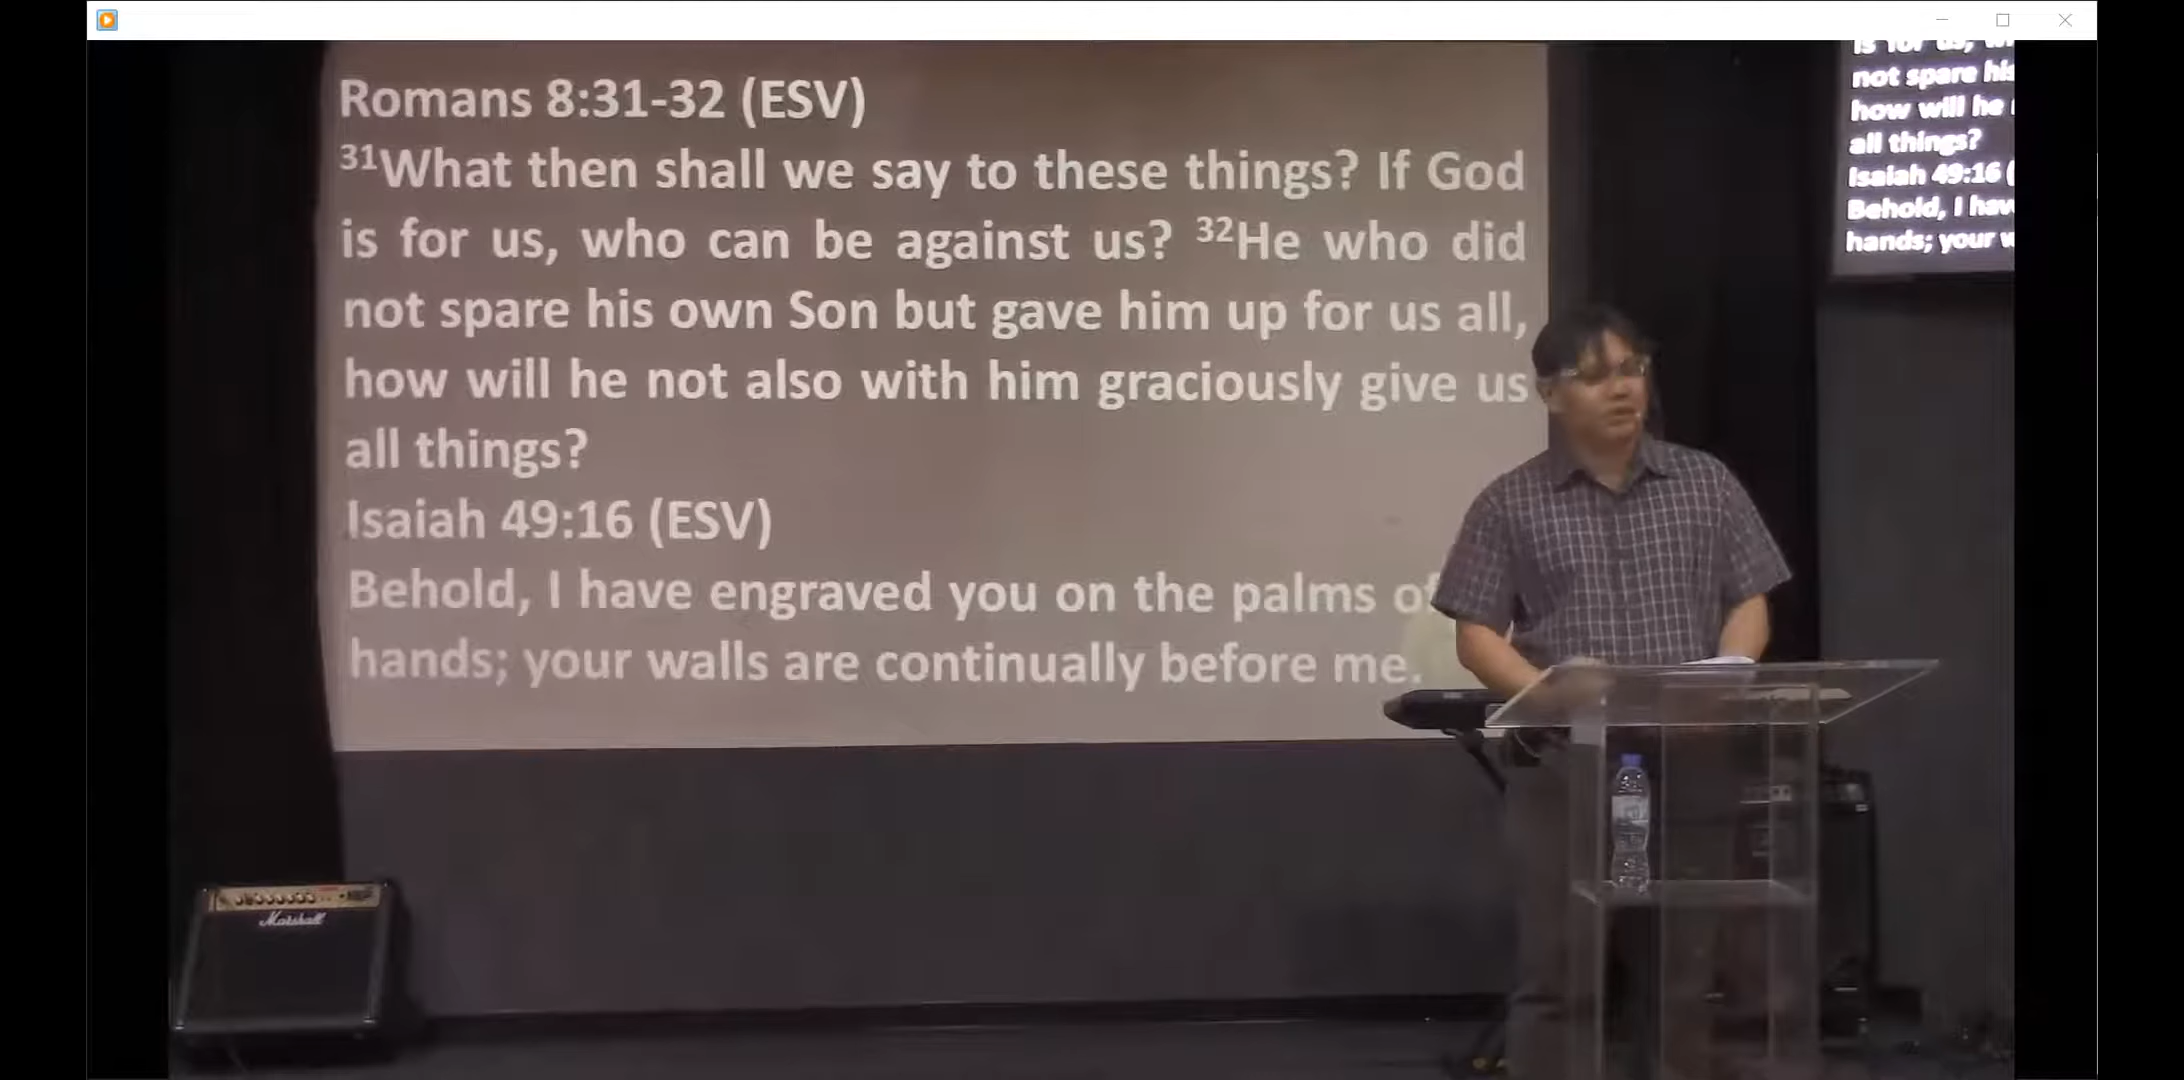 Romans 8:31-32 (ESV)
31What then shall we say to these things? If God
is for us, who can be against us? 32He who did
not spare his own Son but gave him up for us all,
how will he not also with him graciously give us
all things?
Isaiah 49:16 (ESV)
Behold, I have engraved you on the palms of
hands; your walls are continually before me.
is for us,
not spare his
how will he
all things?
Isaiah 49:16 (
Behold, I hav
hands; your w
Marshall